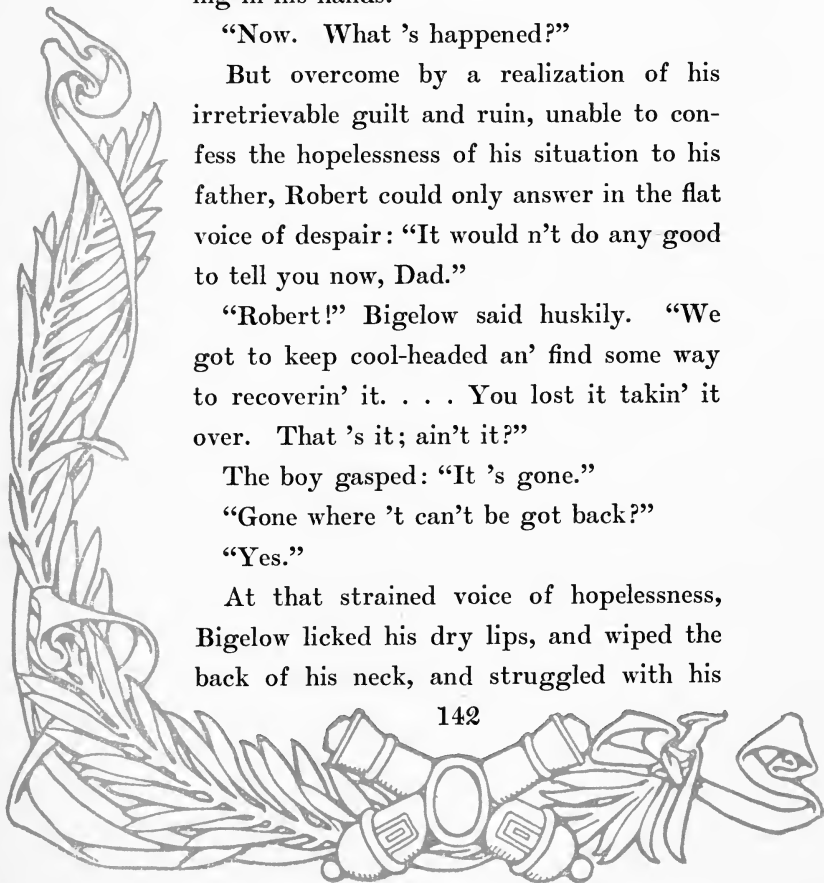 “Now. What ’s happened?”
But overcome by a realization of his
irretrievable guilt and ruin, unable to con-
fess the hopelessness of his situation to his
father, Robert could only answer in the flat
voice of despair: “It would n’t do any good
to tell you now, Dad.”
“Robert!” Bigelow said huskily. “We
got to keep cool-headed an’ find some way
to recoverin’ it. . . . You lost it takin’ it
over. That ’s it; ain’t it?”
The boy gasped: “It ’s gone.”
“Gone where ’t can’t be got back?”
“Yes.”
At that strained voice of hopelessness,
Bigelow licked his dry lips, and wiped the
back of his neck, and struggled with his
142